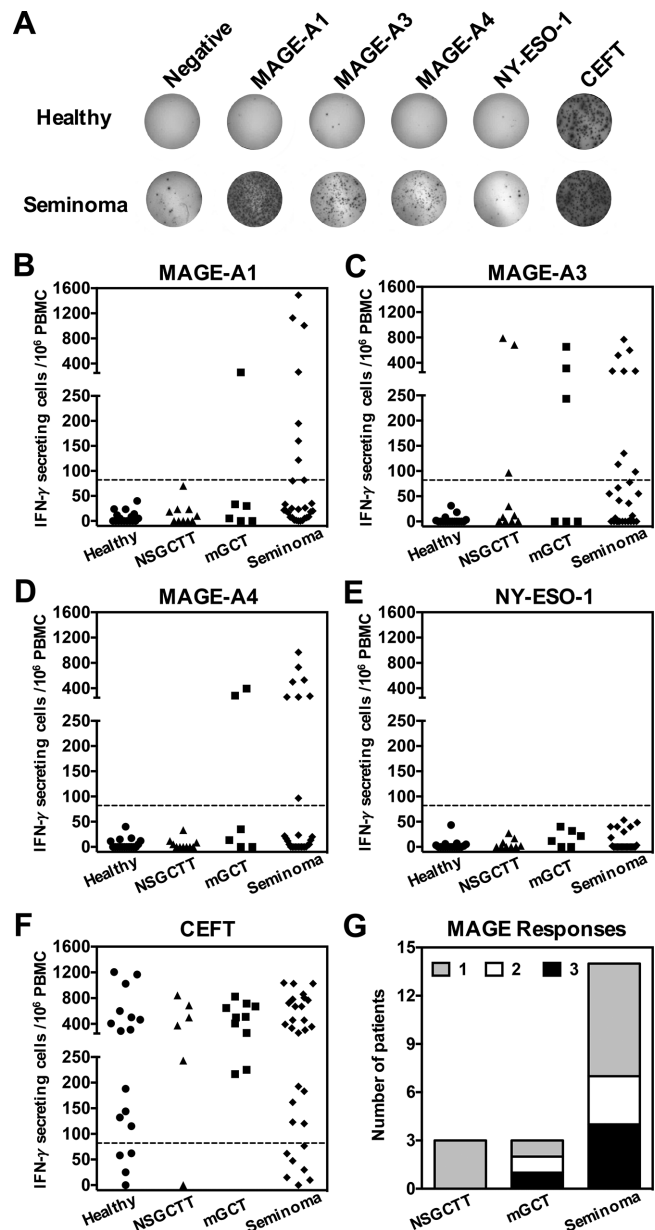 A
Negative MAGE-A1 MAGE-A3 MAGE-A4 NY-ESO-1 CEFT
Healthy
Seminoma
B
MAGE-A1
IFN-γ secreting cells /10⁶ PBMC
1600
1200
800
400
250
200
150
100
50
0
Healthy NSGCTT mGCT Seminoma
C
MAGE-A3
IFN-γ secreting cells /10⁶ PBMC
1600
1200
800
400
250
200
150
100
50
0
Healthy NSGCTT mGCT Seminoma
D
MAGE-A4
IFN-γ secreting cells /10⁶ PBMC
1600
1200
800
400
250
200
150
100
50
0
Healthy NSGCTT mGCT Seminoma
E
NY-ESO-1
IFN-γ secreting cells /10⁶ PBMC
1600
1200
800
400
250
200
150
100
50
0
Healthy NSGCTT mGCT Seminoma
F
CEFT
IFN-γ secreting cells /10⁶ PBMC
1600
1200
800
400
250
200
150
100
50
0
Healthy NSGCTT mGCT Seminoma
G
MAGE Responses
1 2 3
Number of patients
15
12
9
6
3
0
NSGCTT mGCT Seminoma